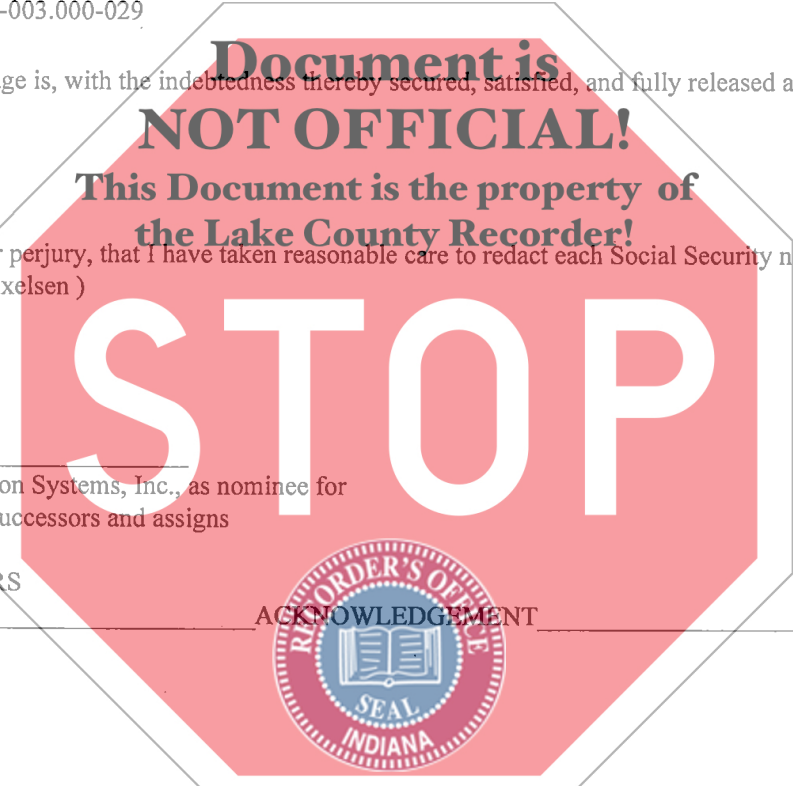 -003.000-029
Document is
ge is, with the indebtedness thereby secured, satisfied, and fully released a
NOT OFFICIAL!
This Document is the property of
the Lake County Recorder!
perjury, that I have taken reasonable care to redact each Social Security n
xelsen )
STOP
on Systems, Inc., as nominee for
uccessors and assigns
RS
RECORDER'S OFFICE
ACKNOWLEDGEMENT
SEAL
INDIANA